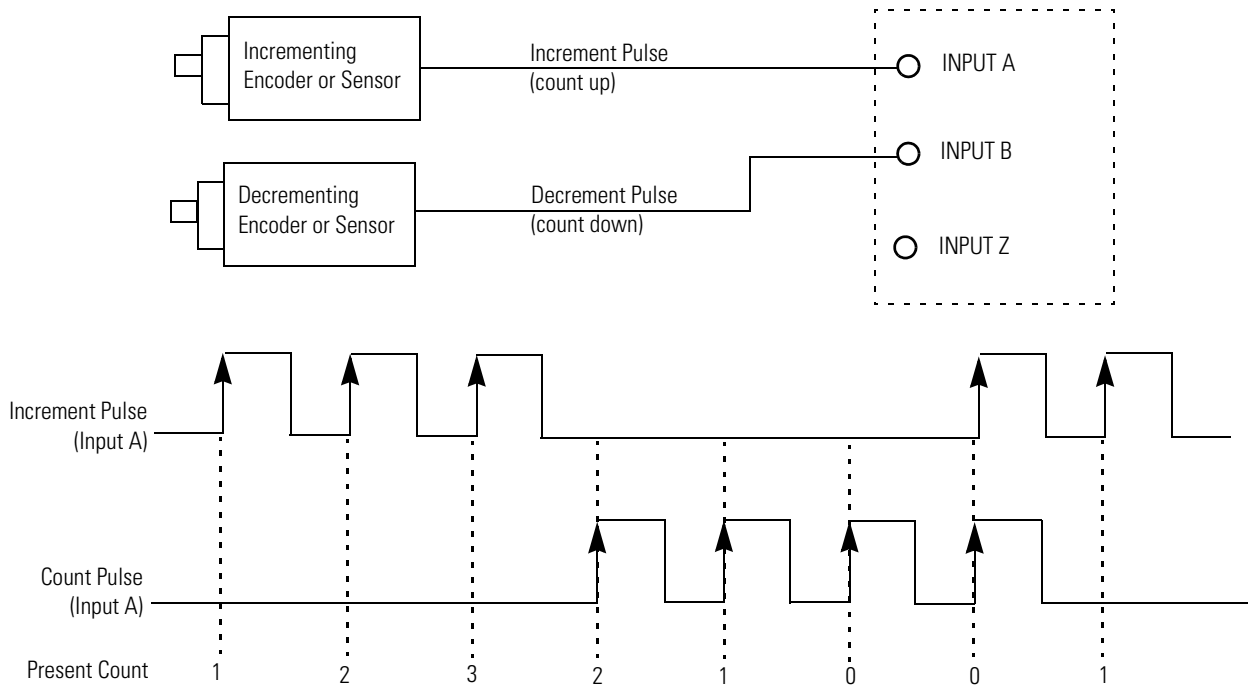 Incrementing
Encoder or Sensor
Increment Pulse
(count up)
INPUT A
INPUT B
Decrementing
Encoder or Sensor
Decrement Pulse
(count down)
INPUT Z
Increment Pulse
(Input A)
Count Pulse
(Input A)
Present Count 1 2 3 2 1 0 0 1